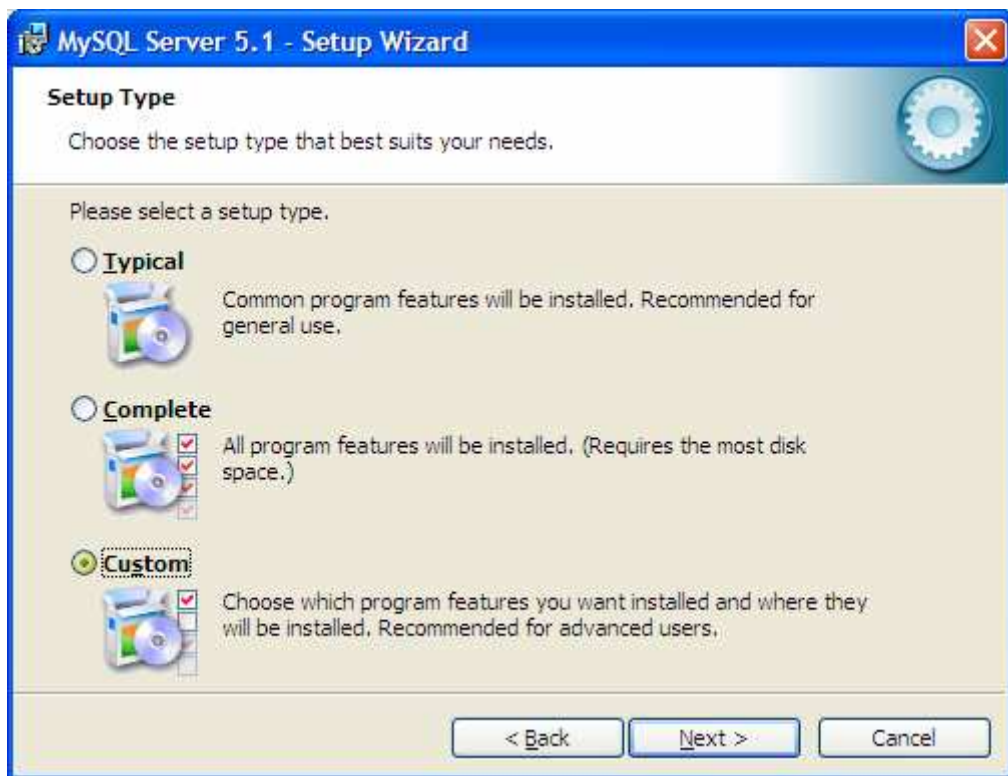 MySQL Server 5.1 - Setup Wizard
Setup Type
Choose the setup type that best suits your needs.
Please select a setup type.
Typical
Common program features will be installed. Recommended for
general use.
Complete
All program features will be installed. (Requires the most disk
space.)
Custom
Choose which program features you want installed and where they
will be installed. Recommended for advanced users.
< Back
Next >
Cancel